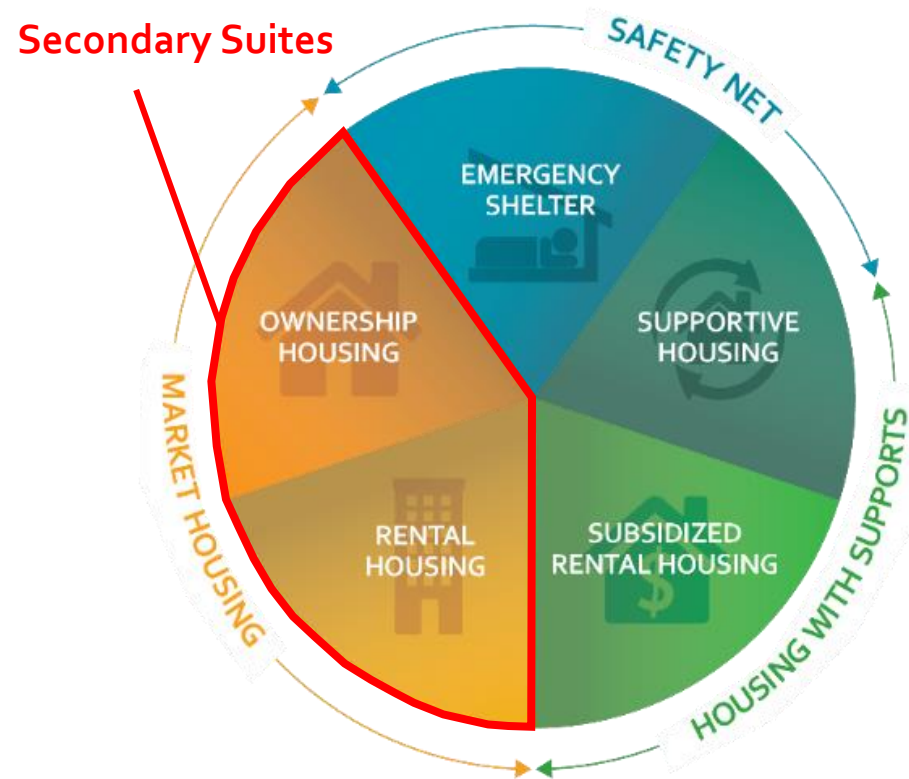 Secondary Suites
SAFETY NET
EMERGENCY
SHELTER
OWNERSHIP
HOUSING
SUPPORTIVE
HOUSING
MARKET HOUSING
RENTAL
HOUSING
SUBSIDIZED
RENTAL HOUSING
$
HOUSING WITH SUPPORTS